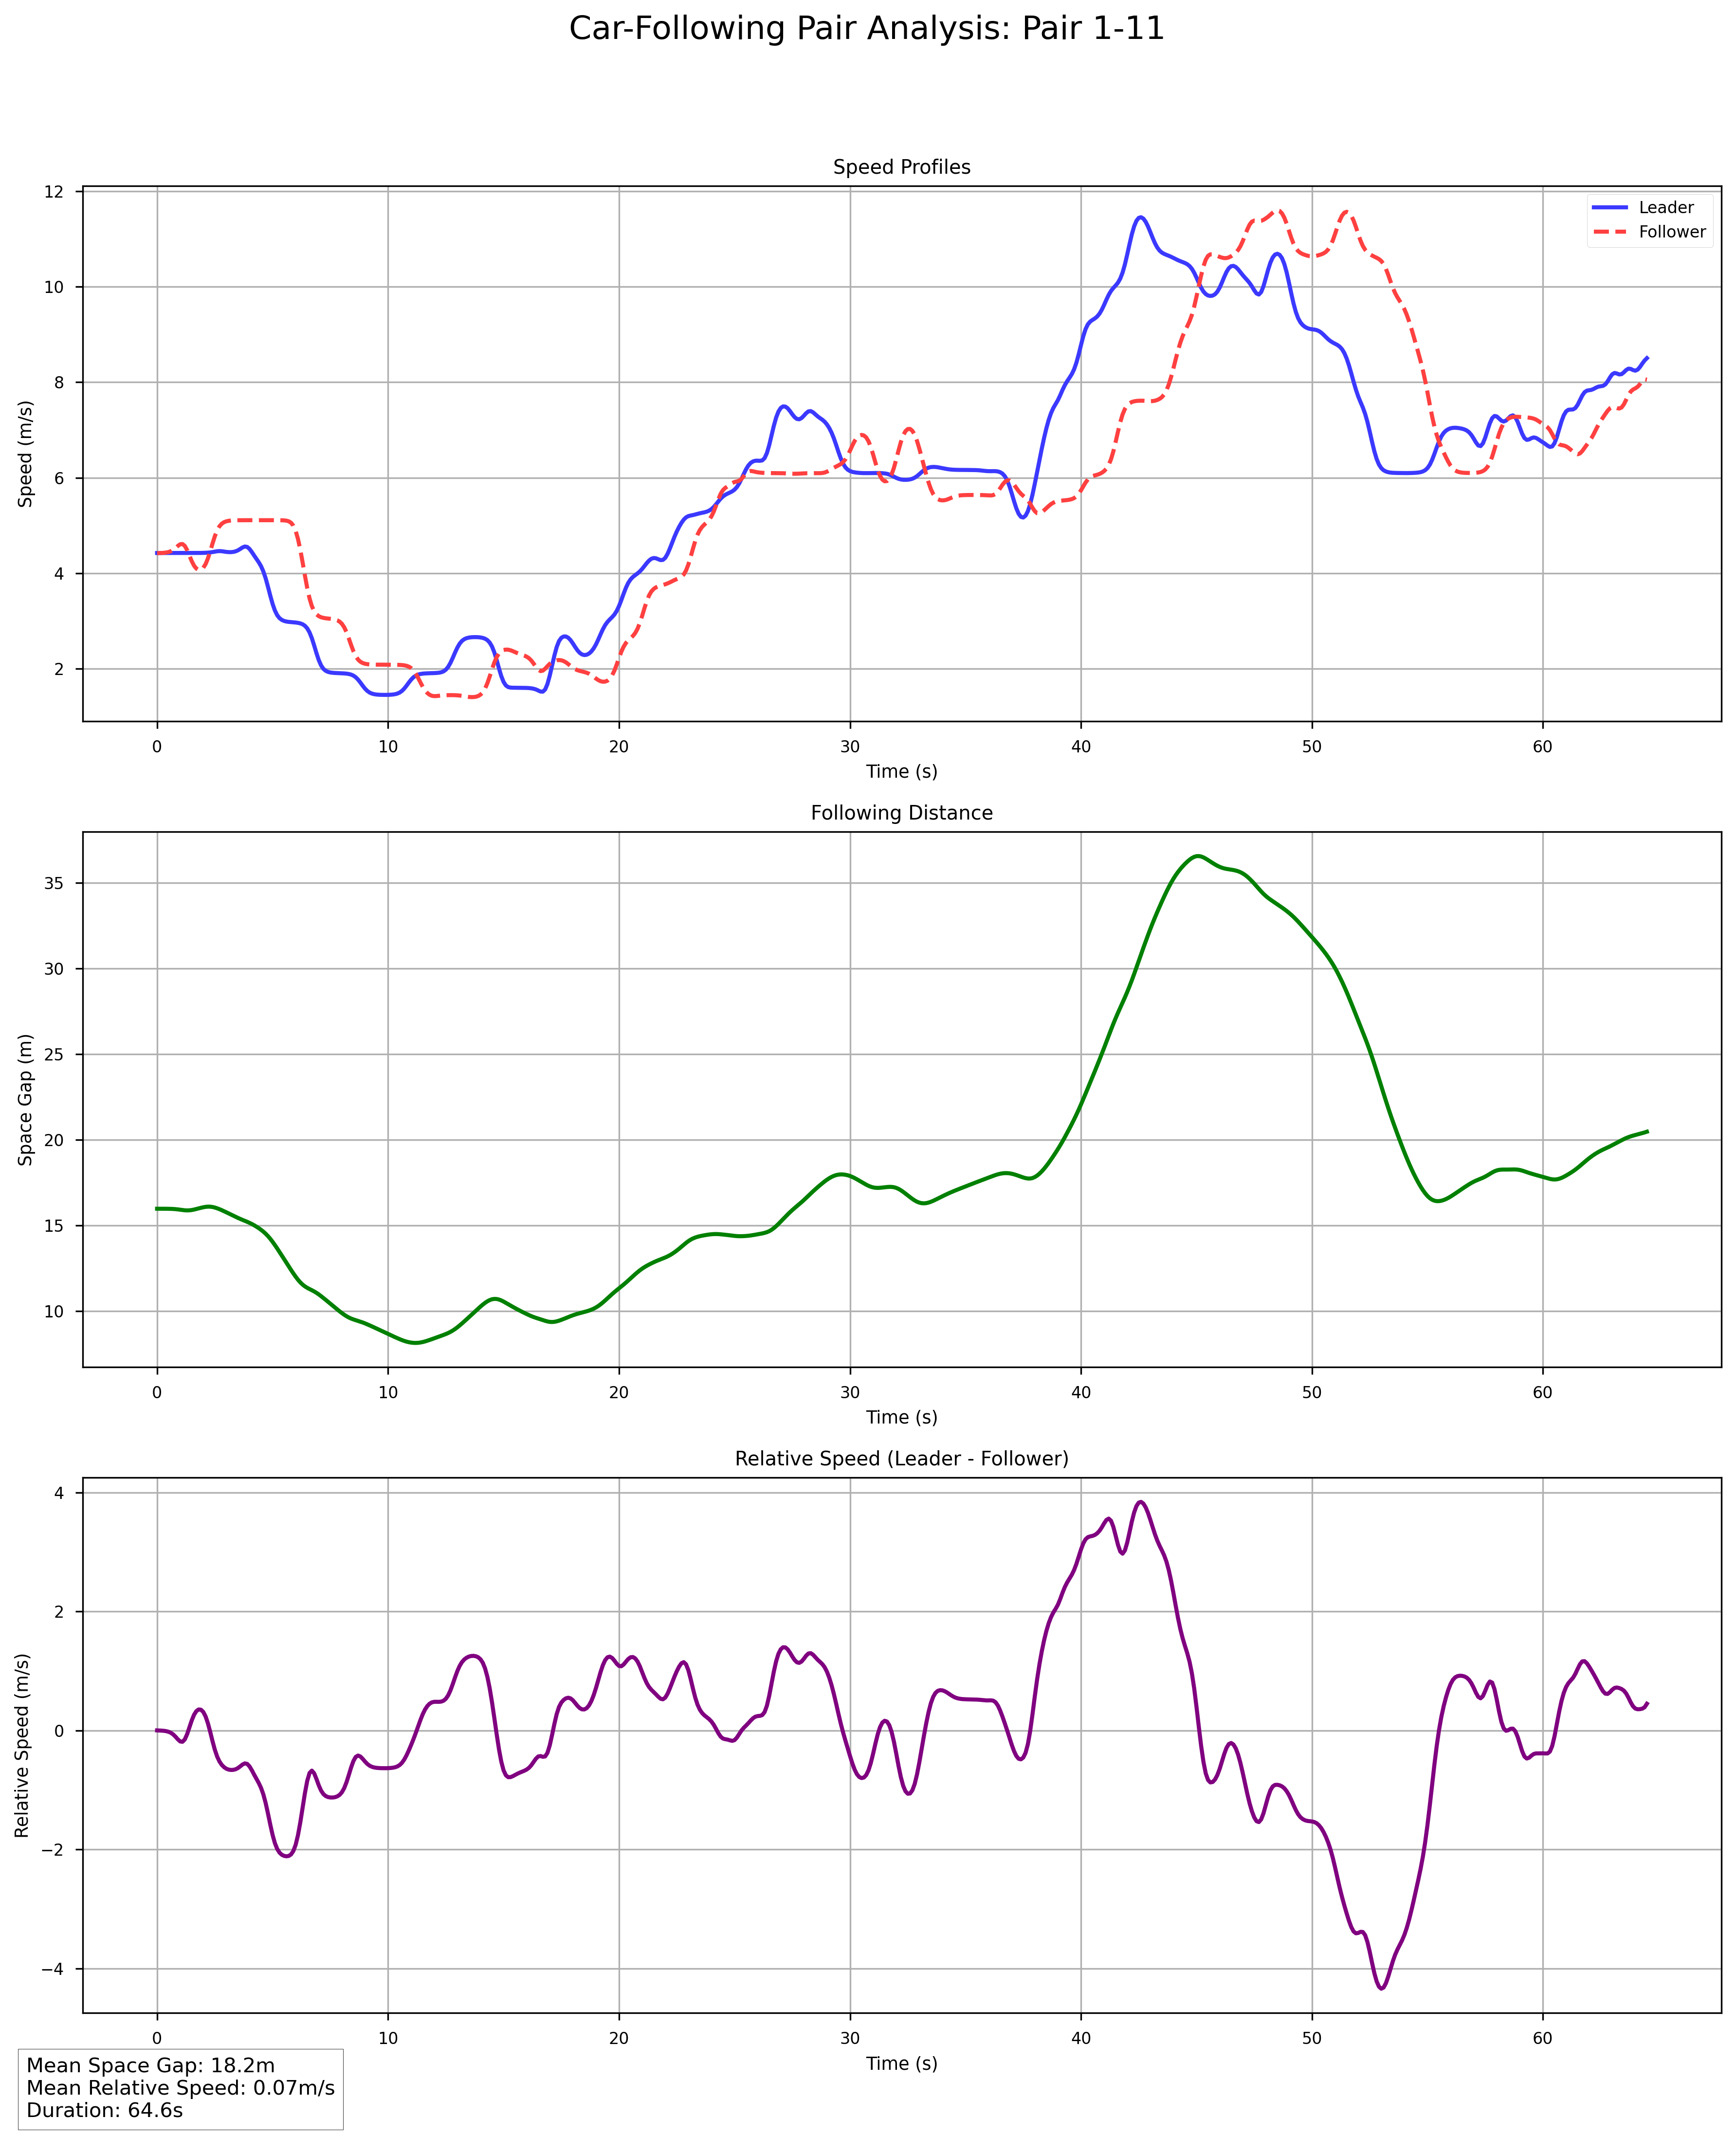 Car-Following Pair Analysis: Pair 1-11
Speed Profiles
12
10
8
6
4
2
Speed (m/s)
Leader
Follower
0 10 20 30 40 50 60
Time (s)
Following Distance
35
30
25
20
15
10
Space Gap (m)
0 10 20 30 40 50 60
Time (s)
Relative Speed (Leader - Follower)
4
2
0
−2
−4
Relative Speed (m/s)
0 10 20 30 40 50 60
Time (s)
Mean Space Gap: 18.2m
Mean Relative Speed: 0.07m/s
Duration: 64.6s